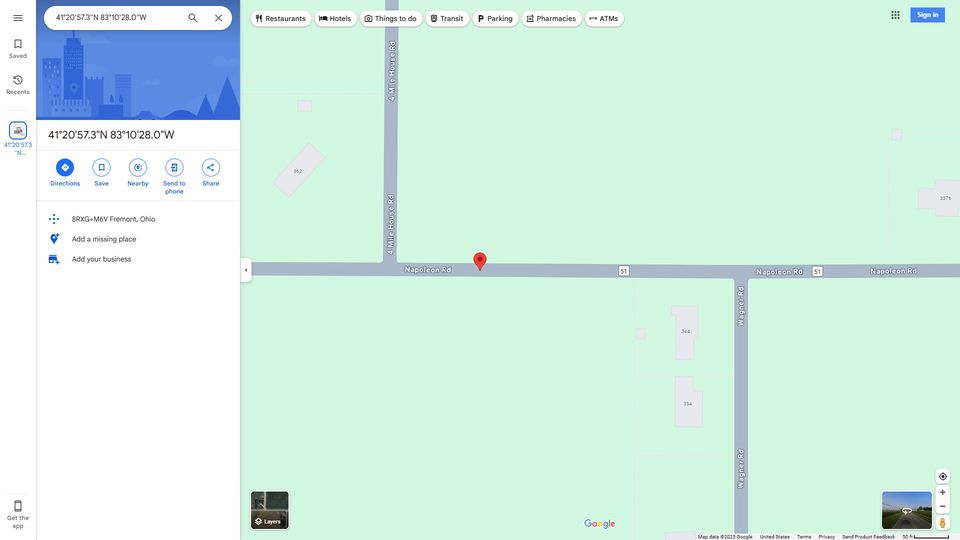 41°20'57.3"N 83°10'28.0"W
Restaurants
Hotels
Things to do
Transit
Parking
Pharmacies
ATMs
Sign in
Saved
Recents
41°20'57.3
"N...
41°20'57.3"N 83°10'28.0"W
Directions
Save
Nearby
Send to
phone
Share
8RXG+M6V Fremont, Ohio
Add a missing place
Add your business
Get the
app
4 Mile House Rd
362
4 Mile House Rd
3376
Napoleon Rd
51
Napoleon Rd
51
Napoleon Rd
Wagner Rd
344
334
Wagner Rd
Layers
Google
Map data ©2025 Google
United States
Terms
Privacy
Send Product Feedback
50 ft